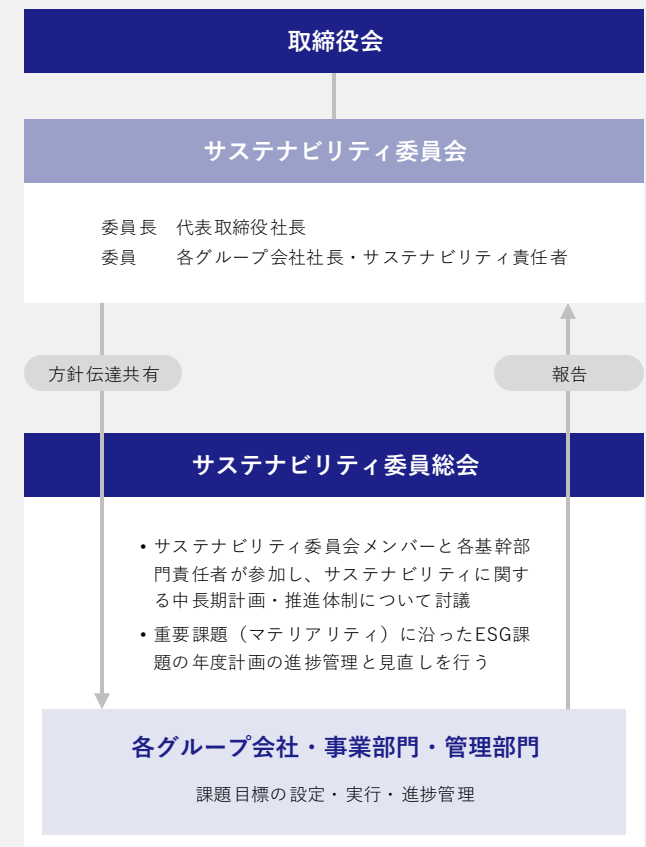 取締役会
サステナビリティ委員会
委員長　代表取締役社長
委員　　各グループ会社社長・サステナビリティ責任者
方針伝達共有
報告
サステナビリティ委員総会
• サステナビリティ委員会メンバーと各基幹部
門責任者が参加し、サステナビリティに関す
る中長期計画・推進体制について討議
• 重要課題（マテリアリティ）に沿ったESG課
題の年度計画の進捗管理と見直しを行う
各グループ会社・事業部門・管理部門
課題目標の設定・実行・進捗管理